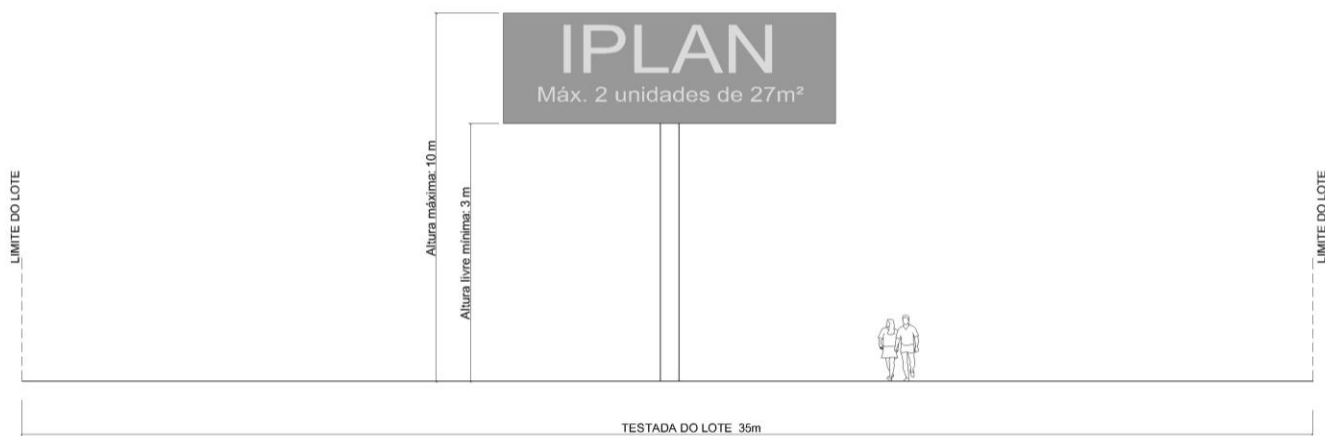 IPLAN
Máx. 2 unidades de 27m²
Altura máxima: 10 m
Altura livre mínima: 3 m
LIMITE DO LOTE
LIMITE DO LOTE
TESTADA DO LOTE 35m